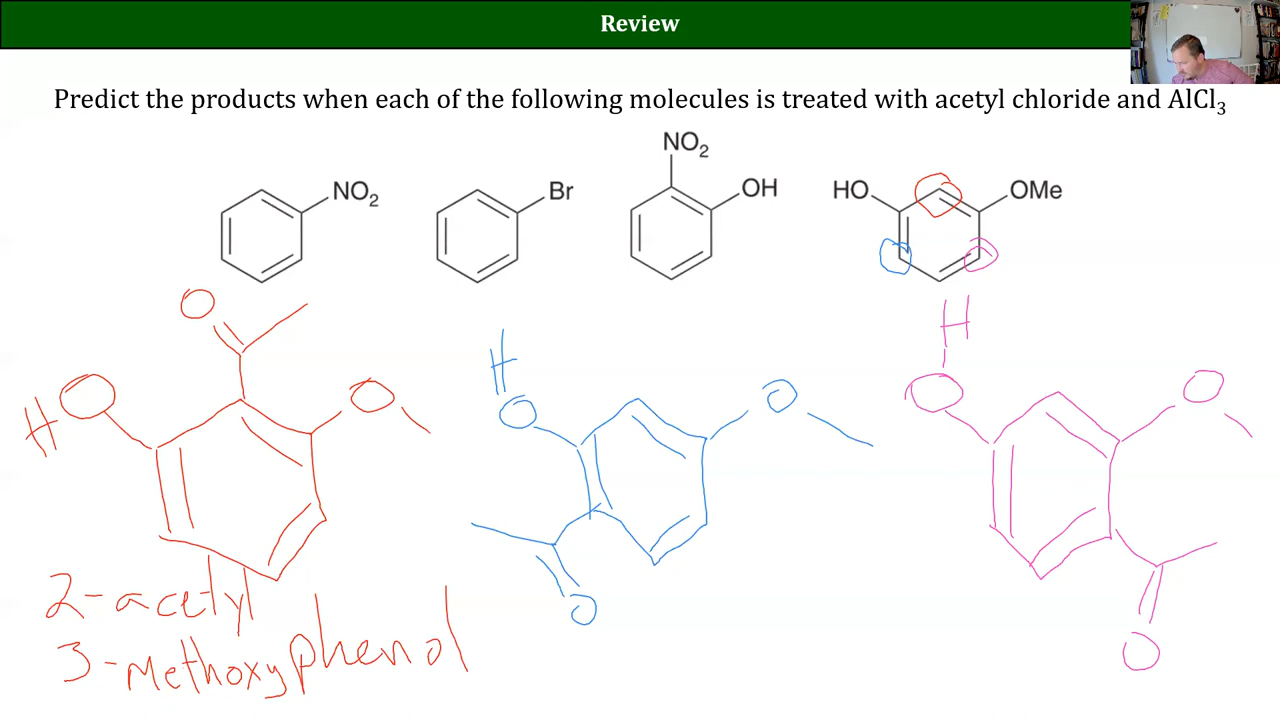 Review
Predict the products when each of the following molecules is treated with acetyl chloride and AlCl₃
NO₂
Br
NO₂
OH
HO
OMe
O
H O
O
H
O
O
O
H
O
O
O
2-acetyl
3-Methoxyphenol